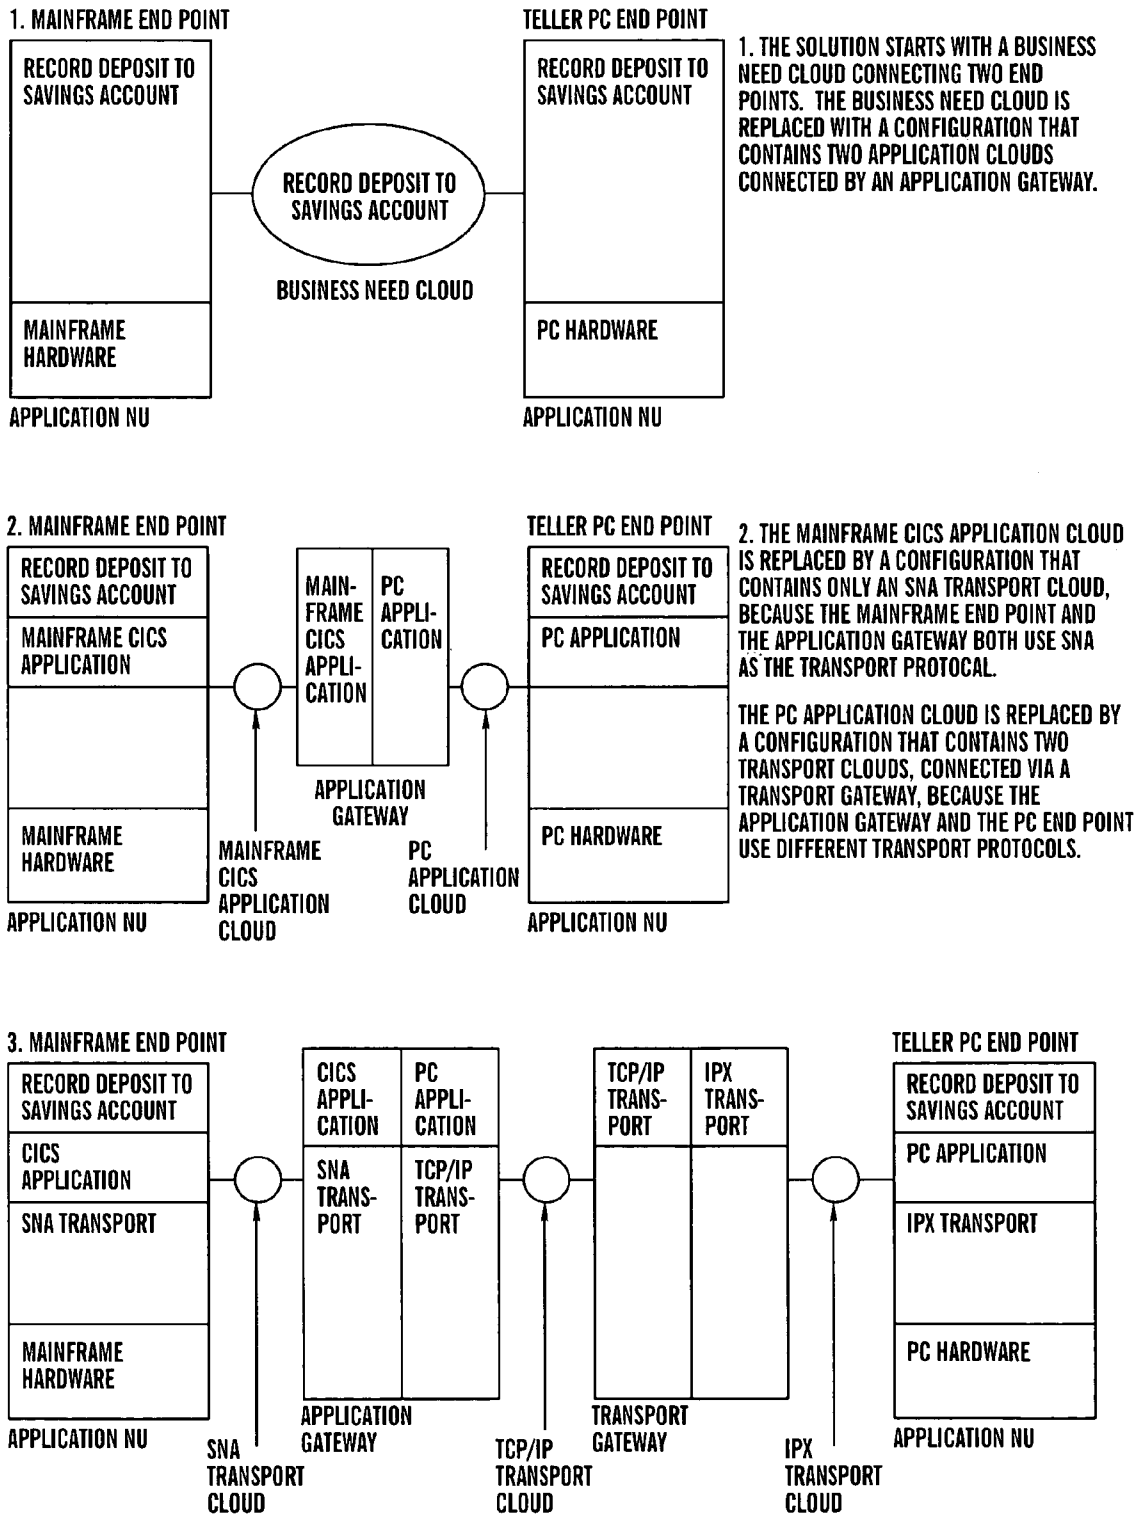 1. MAINFRAME END POINT
RECORD DEPOSIT TO
SAVINGS ACCOUNT
MAINFRAME
HARDWARE
APPLICATION NU
RECORD DEPOSIT TO
SAVINGS ACCOUNT
BUSINESS NEED CLOUD
TELLER PC END POINT
RECORD DEPOSIT TO
SAVINGS ACCOUNT
PC HARDWARE
APPLICATION NU
1. THE SOLUTION STARTS WITH A BUSINESS
NEED CLOUD CONNECTING TWO END
POINTS. THE BUSINESS NEED CLOUD IS
REPLACED WITH A CONFIGURATION THAT
CONTAINS TWO APPLICATION CLOUDS
CONNECTED BY AN APPLICATION GATEWAY.
2. MAINFRAME END POINT
RECORD DEPOSIT TO
SAVINGS ACCOUNT
MAINFRAME CICS
APPLICATION
MAINFRAME
HARDWARE
APPLICATION NU
MAINFRAME
CICS
APPLICATION
CLOUD
MAIN-
FRAME
CICS
APPLI-
CATION
PC
APPLI-
CATION
APPLICATION
GATEWAY
PC
APPLICATION
CLOUD
TELLER PC END POINT
RECORD DEPOSIT TO
SAVINGS ACCOUNT
PC APPLICATION
PC HARDWARE
APPLICATION NU
2. THE MAINFRAME CICS APPLICATION CLOUD
IS REPLACED BY A CONFIGURATION THAT
CONTAINS ONLY AN SNA TRANSPORT CLOUD,
BECAUSE THE MAINFRAME END POINT AND
THE APPLICATION GATEWAY BOTH USE SNA
AS THE TRANSPORT PROTOCAL.
THE PC APPLICATION CLOUD IS REPLACED BY
A CONFIGURATION THAT CONTAINS TWO
TRANSPORT CLOUDS, CONNECTED VIA A
TRANSPORT GATEWAY, BECAUSE THE
APPLICATION GATEWAY AND THE PC END POINT
USE DIFFERENT TRANSPORT PROTOCOLS.
3. MAINFRAME END POINT
RECORD DEPOSIT TO
SAVINGS ACCOUNT
CICS
APPLICATION
SNA TRANSPORT
MAINFRAME
HARDWARE
APPLICATION NU
SNA
TRANSPORT
CLOUD
CICS
APPLI-
CATION
PC
APPLI-
CATION
SNA
TRANS-
PORT
TCP/IP
TRANS-
PORT
APPLICATION
GATEWAY
TCP/IP
TRANSPORT
CLOUD
TCP/IP
TRANS-
PORT
IPX
TRANS-
PORT
TRANSPORT
GATEWAY
IPX
TRANSPORT
CLOUD
TELLER PC END POINT
RECORD DEPOSIT TO
SAVINGS ACCOUNT
PC APPLICATION
IPX TRANSPORT
PC HARDWARE
APPLICATION NU